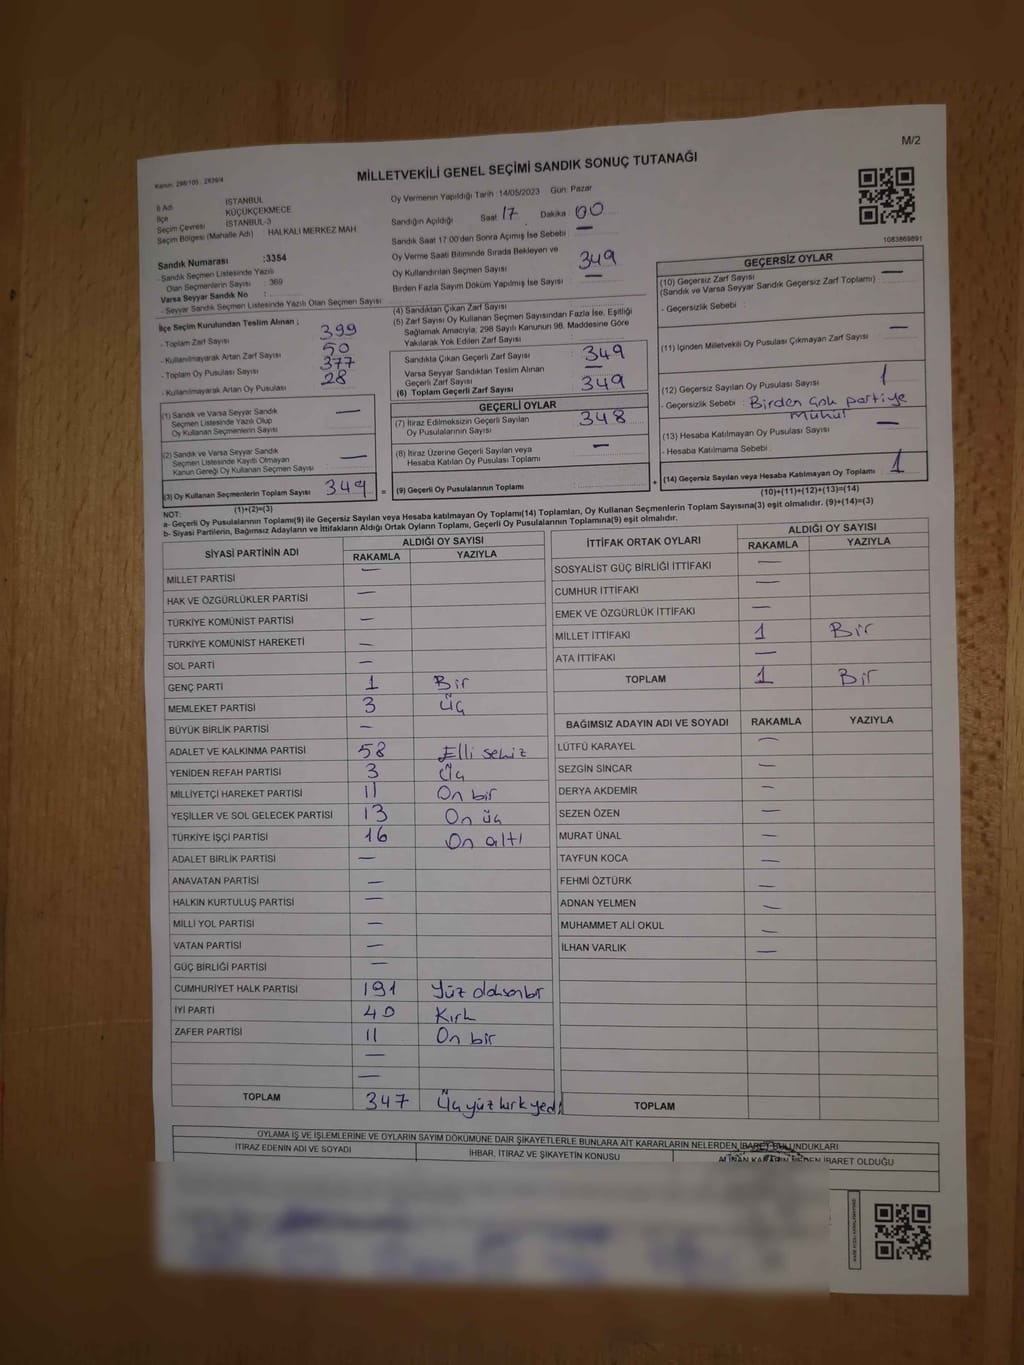 M/2
Kanun: 298/105 , 2839/4
MİLLETVEKİLİ GENEL SEÇİMİ SANDIK SONUÇ TUTANAĞI
İl Adı İSTANBUL
İlçe KÜÇÜKÇEKMECE
Seçim Çevresi İSTANBUL-3
Seçim Bölgesi (Mahalle Adı) HALKALI MERKEZ MAH
Sandık Numarası :3354
- Sandık Seçmen Listesinde Yazılı
Olan Seçmenlerin Sayısı : 369
Varsa Seyyar Sandık No :
- Seyyar Sandık Seçmen Listesinde Yazılı Olan Seçmen Sayısı
Oy Vermenin Yapıldığı Tarih :14/05/2023 Gün: Pazar
Sandığın Açıldığı Saat 17 Dakika : 00
Sandık Saat 17:00'den Sonra Açımış İse Sebebi : —
Oy Verme Saati Bitiminde Sırada Bekleyen ve
Oy Kullandırılan Seçmen Sayısı 349
Birden Fazla Sayım Döküm Yapılmış İse Sayısı : —
1083869891
İlçe Seçim Kurulundan Teslim Alınan ;
- Toplam Zarf Sayısı 399
- Kullanılmayarak Artan Zarf Sayısı 50
- Toplam Oy Pusulası Sayısı 377
- Kullanılmayarak Artan Oy Pusulası 28
(1) Sandık ve Varsa Seyyar Sandık —
Seçmen Listesinde Yazılı Olup
Oy Kullanan Seçmenlerin Sayısı
(2) Sandık ve Varsa Seyyar Sandık —
Seçmen Listesinde Kayıtlı Olmayan
Kanun Gereği Oy Kullanan Seçmen Sayısı
(3) Oy Kullanan Seçmenlerin Toplam Sayısı 349 =
(1)+(2)=(3)
(4) Sandıktan Çıkan Zarf Sayısı
(5) Zarf Sayısı Oy Kullanan Seçmen Sayısından Fazla İse, Eşitliği
Sağlamak Amacıyla; 298 Sayılı Kanunun 98. Maddesine Göre
Yakılarak Yok Edilen Zarf Sayısı
Sandıkta Çıkan Geçerli Zarf Sayısı : 349
Varsa Seyyar Sandıktan Teslim Alınan —
Geçerli Zarf Sayısı
(6) Toplam Geçerli Zarf Sayısı : 349
GEÇERLİ OYLAR
(7) İtiraz Edilmeksizin Geçerli Sayılan 348
Oy Pusulalarının Sayısı
(8) İtiraz Üzerine Geçerli Sayılan veya —
Hesaba Katılan Oy Pusulası Toplamı
(9) Geçerli Oy Pusulalarının Toplamı +
GEÇERSİZ OYLAR
(10) Geçersiz Zarf Sayısı —
(Sandık ve Varsa Seyyar Sandık Geçersiz Zarf Toplamı) :
- Geçersizlik Sebebi :
(11) İçinden Milletvekili Oy Pusulası Çıkmayan Zarf Sayısı —
(12) Geçersiz Sayılan Oy Pusulası Sayısı 1
- Geçersizlik Sebebi : Birden çok partiye
mühür
(13) Hesaba Katılmayan Oy Pusulası Sayısı —
- Hesaba Katılmama Sebebi :
(14) Geçersiz Sayılan veya Hesaba Katılmayan Oy Toplamı : 1
(10)+(11)+(12)+(13)=(14)
NOT:
a- Geçerli Oy Pusulalarının Toplamı(9) ile Geçersiz Sayılan veya Hesaba Katılmayan Oy Toplamı(14) Toplamları, Oy Kullanan Seçmenlerin Toplam Sayısına(3) eşit olmalıdır. (9)+(14)=(3)
b- Siyasi Partilerin, Bağımsız Adayların ve İttifakların Aldığı Ortak Oyların Toplamı, Geçerli Oy Pusulalarının Toplamına(9) eşit olmalıdır.
SİYASİ PARTİNİN ADI ALDIĞI OY SAYISI
RAKAMLA YAZIYLA
MİLLET PARTİSİ —
HAK VE ÖZGÜRLÜKLER PARTİSİ —
TÜRKİYE KOMÜNİST PARTİSİ —
TÜRKİYE KOMÜNİST HAREKETİ —
SOL PARTİ —
GENÇ PARTİ 1 Bir
MEMLEKET PARTİSİ 3 Üç
BÜYÜK BİRLİK PARTİSİ —
ADALET VE KALKINMA PARTİSİ 58 Elli sekiz
YENİDEN REFAH PARTİSİ 3 Üç
MİLLİYETÇİ HAREKET PARTİSİ 11 On bir
YEŞİLLER VE SOL GELECEK PARTİSİ 13 On üç
TÜRKİYE İŞÇİ PARTİSİ 16 On altı
ADALET BİRLİK PARTİSİ —
ANAVATAN PARTİSİ —
HALKIN KURTULUŞ PARTİSİ —
MİLLİ YOL PARTİSİ —
VATAN PARTİSİ —
GÜÇ BİRLİĞİ PARTİSİ —
CUMHURİYET HALK PARTİSİ 191 Yüz doksanbir
İYİ PARTİ 40 Kırk
ZAFER PARTİSİ 11 On bir
—
—
TOPLAM 347 Üçyüz kırk yedi
İTTİFAK ORTAK OYLARI ALDIĞI OY SAYISI
RAKAMLA YAZIYLA
SOSYALİST GÜÇ BİRLİĞİ İTTİFAKI —
CUMHUR İTTİFAKI —
EMEK VE ÖZGÜRLÜK İTTİFAKI —
MİLLET İTTİFAKI 1 Bir
ATA İTTİFAKI —
TOPLAM 1 Bir
BAĞIMSIZ ADAYIN ADI VE SOYADI RAKAMLA YAZIYLA
LÜTFÜ KARAYEL —
SEZGİN SİNCAR —
DERYA AKDEMİR —
SEZEN ÖZEN —
MURAT ÜNAL —
TAYFUN KOCA —
FEHMİ ÖZTÜRK —
ADNAN YELMEN —
MUHAMMET ALİ OKUL —
İLHAN VARLIK —
TOPLAM
OYLAMA İŞ VE İŞLEMLERİNE VE OYLARIN SAYIM DÖKÜMÜNE DAİR ŞİKAYETLERLE BUNLARA AİT KARARLARIN NELERDEN İBARET BULUNDUKLARI
İTİRAZ EDENİN ADI VE SOYADI İHBAR, İTİRAZ VE ŞİKAYETİN KONUSU ALINAN KARARIN NEDEN İBARET OLDUĞU